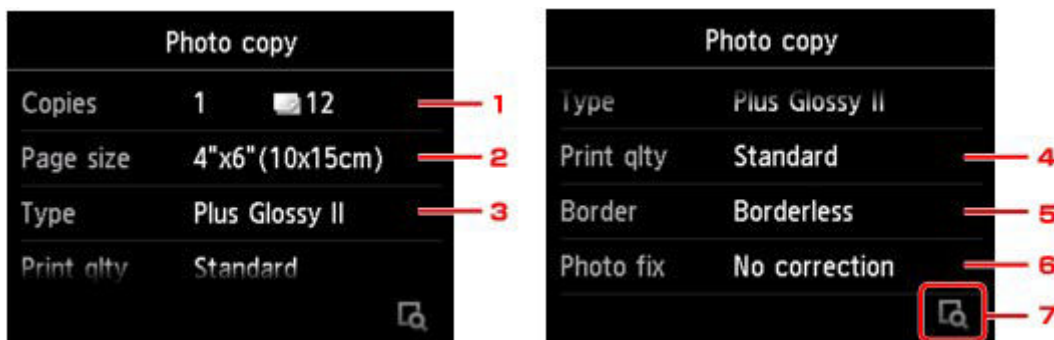 Photo copy
Copies 1 12 1
Page size 4"x6"(10x15cm) 2
Type Plus Glossy II 3
Print qlty Standard
Photo copy
Type Plus Glossy II
Print qlty Standard 4
Border Borderless 5
Photo fix No correction 6
7